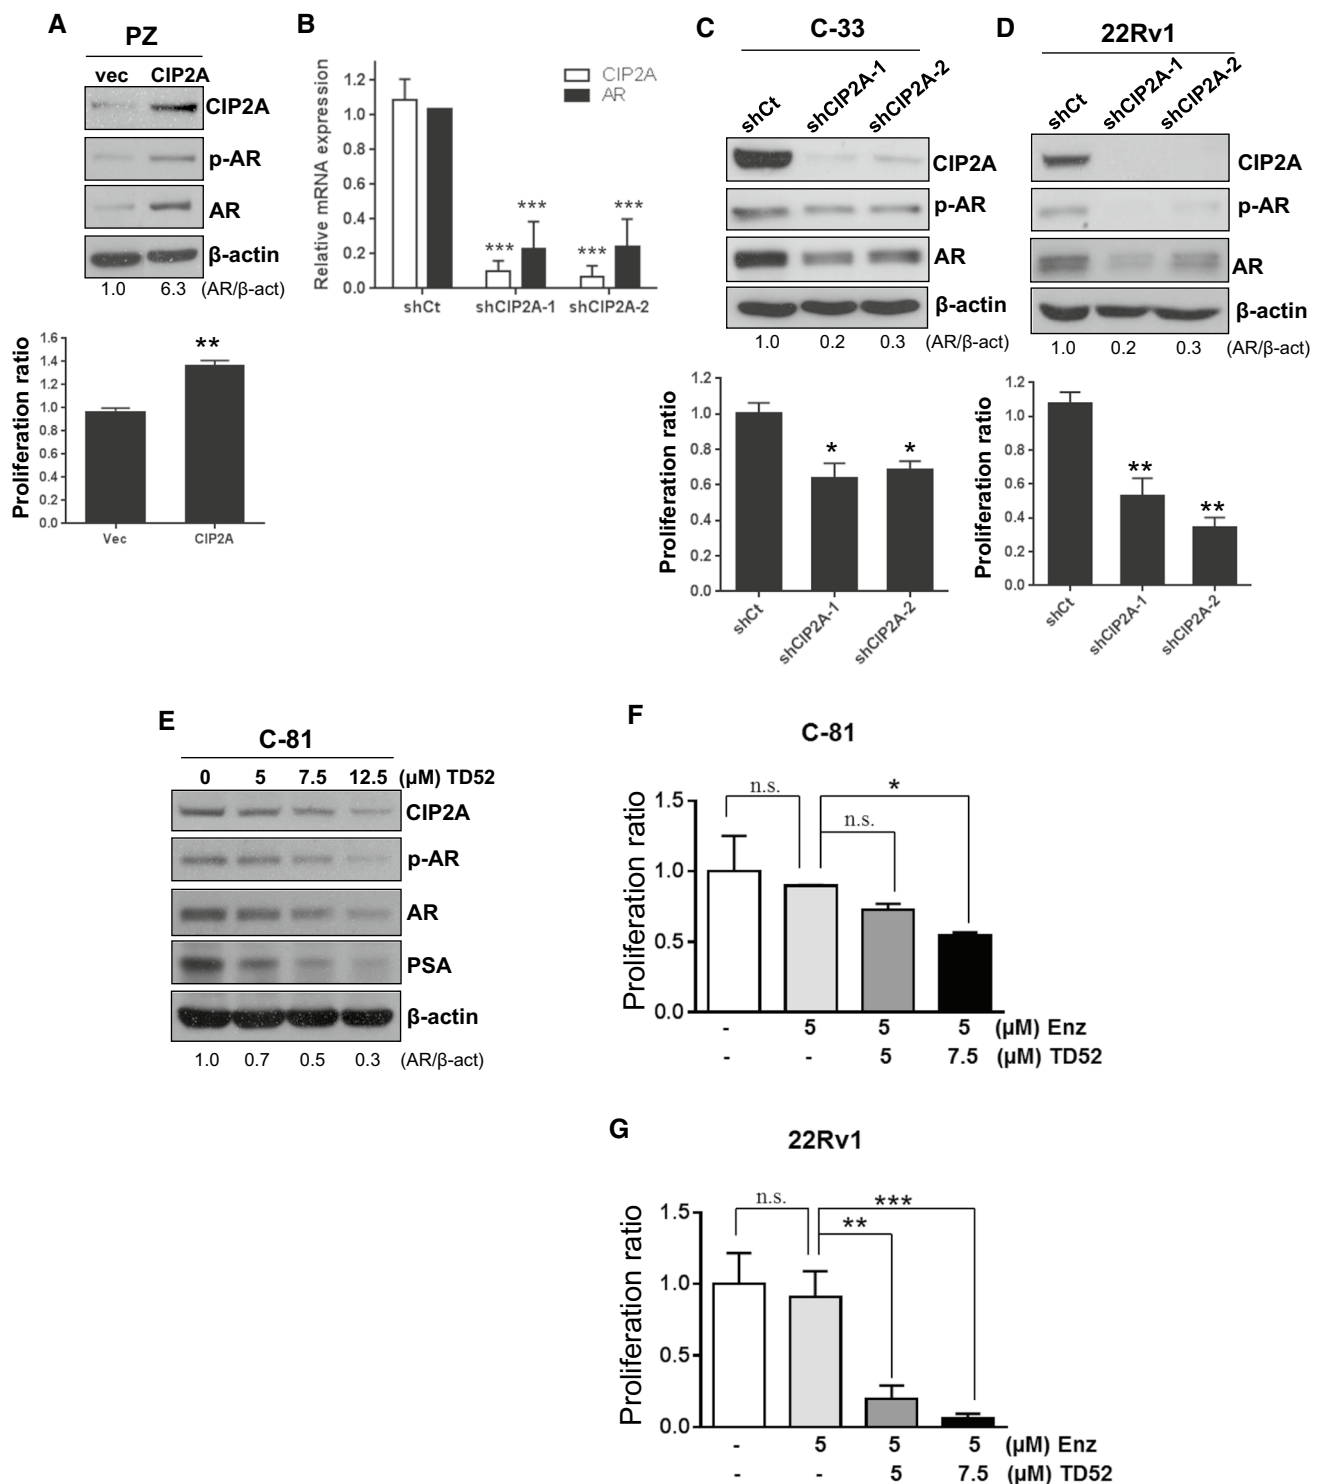 A
PZ
vec CIP2A
CIP2A
p-AR
AR
β-actin
1.0 6.3 (AR/β-act)
Proliferation ratio
1.6
1.4
1.2
1.0
0.8
0.6
0.4
0.2
0.0
**
Vec CIP2A
B
Relative mRNA expression
1.2
1.0
0.8
0.6
0.4
0.2
0.0
CIP2A
AR
*** *** *** ***
shCt shCIP2A-1 shCIP2A-2
C
C-33
shCt shCIP2A-1 shCIP2A-2
CIP2A
p-AR
AR
β-actin
1.0 0.2 0.3 (AR/β-act)
Proliferation ratio
1.2
1.0
0.8
0.6
0.4
0.2
0.0
* *
shCt shCIP2A-1 shCIP2A-2
D
22Rv1
shCt shCIP2A-1 shCIP2A-2
CIP2A
p-AR
AR
β-actin
1.0 0.2 0.3 (AR/β-act)
Proliferation ratio
1.2
1.0
0.8
0.6
0.4
0.2
0.0
** **
shCt shCIP2A-1 shCIP2A-2
E
C-81
0 5 7.5 12.5 (μM) TD52
CIP2A
p-AR
AR
PSA
β-actin
1.0 0.7 0.5 0.3 (AR/β-act)
F
C-81
Proliferation ratio
1.5
1.0
0.5
0.0
n.s. *
n.s.
- 5 5 5 (μM) Enz
- - 5 7.5 (μM) TD52
G
22Rv1
Proliferation ratio
1.5
1.0
0.5
0.0
n.s. ***
**
- 5 5 5 (μM) Enz
- - 5 7.5 (μM) TD52